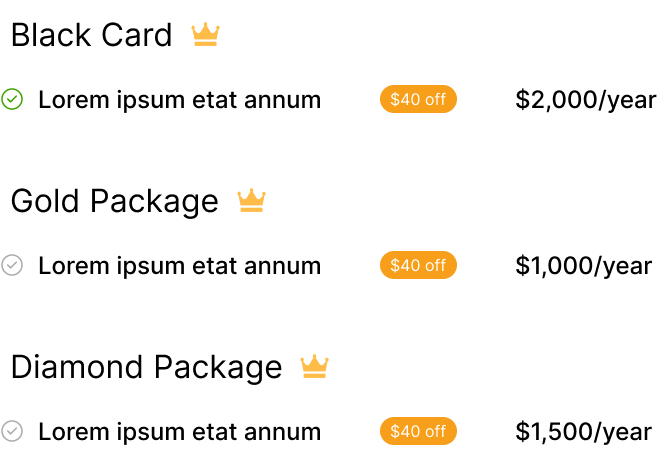 Black Card
Lorem ipsum etat annum $40 off $2,000/year
Gold Package
Lorem ipsum etat annum $40 off $1,000/year
Diamond Package
Lorem ipsum etat annum $40 off $1,500/year